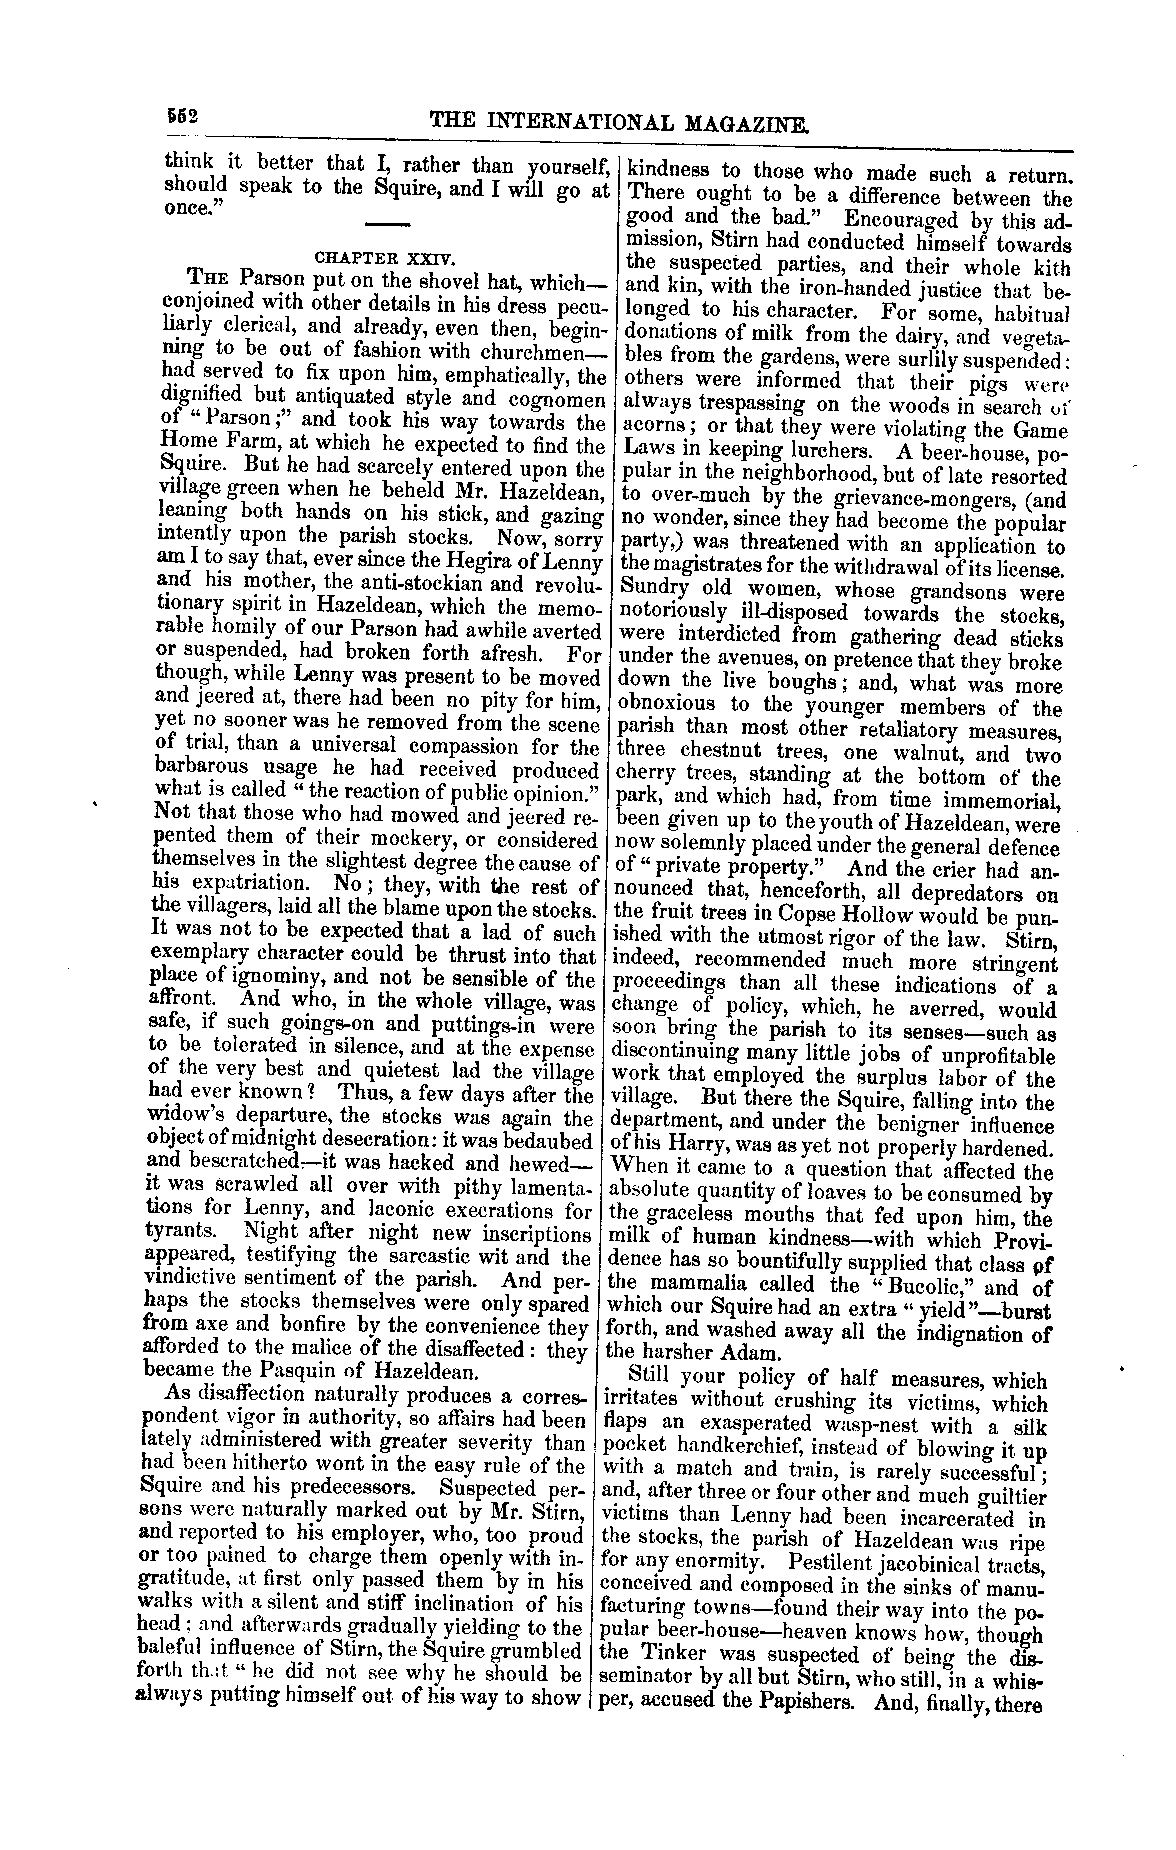 552
THE INTERNATIONAL MAGAZINE.
think it better that I, rather than yourself,
should speak to the Squire, and I will go at
once.”
CHAPTER XXIV.
THE Parson put on the shovel hat, which—
conjoined with other details in his dress pecu-
liarly clerical, and already, even then, begin-
ning to be out of fashion with churchmen—
had served to fix upon him, emphatically, the
dignified but antiquated style and cognomen
of “Parson;” and took his way towards the
Home Farm, at which he expected to find the
Squire. But he had scarcely entered upon the
village green when he beheld Mr. Hazeldean,
leaning both hands on his stick, and gazing
intently upon the parish stocks. Now, sorry
am I to say that, ever since the Hegira of Lenny
and his mother, the anti-stockian and revolu-
tionary spirit in Hazeldean, which the memo-
rable homily of our Parson had awhile averted
or suspended, had broken forth afresh. For
though, while Lenny was present to be mowed
and jeered at, there had been no pity for him,
yet no sooner was he removed from the scene
of trial, than a universal compassion for the
barbarous usage he had received produced
what is called “the reaction of public opinion.”
Not that those who had mowed and jeered re-
pented them of their mockery, or considered
themselves in the slightest degree the cause of
his expatriation. No; they, with the rest of
the villagers, laid all the blame upon the stocks.
It was not to be expected that a lad of such
exemplary character could be thrust into that
place of ignominy, and not be sensible of the
affront. And who, in the whole village, was
safe, if such goings-on and puttings-in were
to be tolerated in silence, and at the expense
of the very best and quietest lad the village
had ever known? Thus, a few days after the
widow’s departure, the stocks was again the
object of midnight desecration: it was bedaubed
and bescratched—it was hacked and hewed—
it was scrawled all over with pithy lamenta-
tions for Lenny, and laconic execrations for
tyrants. Night after night new inscriptions
appeared, testifying the sarcastic wit and the
vindictive sentiment of the parish. And per-
haps the stocks themselves were only spared
from axe and bonfire by the convenience they
afforded to the malice of the disaffected: they
became the Pasquin of Hazeldean.
As disaffection naturally produces a corres-
pondent vigor in authority, so affairs had been
lately administered with greater severity than
had been hitherto wont in the easy rule of the
Squire and his predecessors. Suspected per-
sons were naturally marked out by Mr. Stirn,
and reported to his employer, who, too proud
or too pained to charge them openly with in-
gratitude, at first only passed them by in his
walks with a silent and stiff inclination of his
head; and afterwards gradually yielding to the
baleful influence of Stirn, the Squire grumbled
forth that “he did not see why he should be
always putting himself out of his way to show
kindness to those who made such a return.
There ought to be a difference between the
good and the bad.” Encouraged by this ad-
mission, Stirn had conducted himself towards
the suspected parties, and their whole kith
and kin, with the iron-handed justice that be-
longed to his character. For some, habitual
donations of milk from the dairy, and vegeta-
bles from the gardens, were surlily suspended:
others were informed that their pigs were
always trespassing on the woods in search of
acorns; or that they were violating the Game
Laws in keeping lurchers. A beer-house, po-
pular in the neighborhood, but of late resorted
to over-much by the grievance-mongers, (and
no wonder, since they had become the popular
party,) was threatened with an application to
the magistrates for the withdrawal of its license.
Sundry old women, whose grandsons were
notoriously ill-disposed towards the stocks,
were interdicted from gathering dead sticks
under the avenues, on pretence that they broke
down the live boughs; and, what was more
obnoxious to the younger members of the
parish than most other retaliatory measures,
three chestnut trees, one walnut, and two
cherry trees, standing at the bottom of the
park, and which had, from time immemorial,
been given up to the youth of Hazeldean, were
now solemnly placed under the general defence
of “private property.” And the crier had an-
nounced that, henceforth, all depredators on
the fruit trees in Copse Hollow would be pun-
ished with the utmost rigor of the law. Stirn,
indeed, recommended much more stringent
proceedings than all these indications of a
change of policy, which, he averred, would
soon bring the parish to its senses—such as
discontinuing many little jobs of unprofitable
work that employed the surplus labor of the
village. But there the Squire, falling into the
department, and under the benigner influence
of his Harry, was as yet not properly hardened.
When it came to a question that affected the
absolute quantity of loaves to be consumed by
the graceless mouths that fed upon him, the
milk of human kindness—with which Provi-
dence has so bountifully supplied that class of
the mammalia called the “Bucolic,” and of
which our Squire had an extra “yield”—burst
forth, and washed away all the indignation of
the harsher Adam.
Still your policy of half measures, which
irritates without crushing its victims, which
flaps an exasperated wasp-nest with a silk
pocket handkerchief, instead of blowing it up
with a match and train, is rarely successful;
and, after three or four other and much guiltier
victims than Lenny had been incarcerated in
the stocks, the parish of Hazeldean was ripe
for any enormity. Pestilent jacobinical tracts,
conceived and composed in the sinks of manu-
facturing towns—found their way into the po-
pular beer-house—heaven knows how, though
the Tinker was suspected of being the dis-
seminator by all but Stirn, who still, in a whis-
per, accused the Papishers. And, finally, there